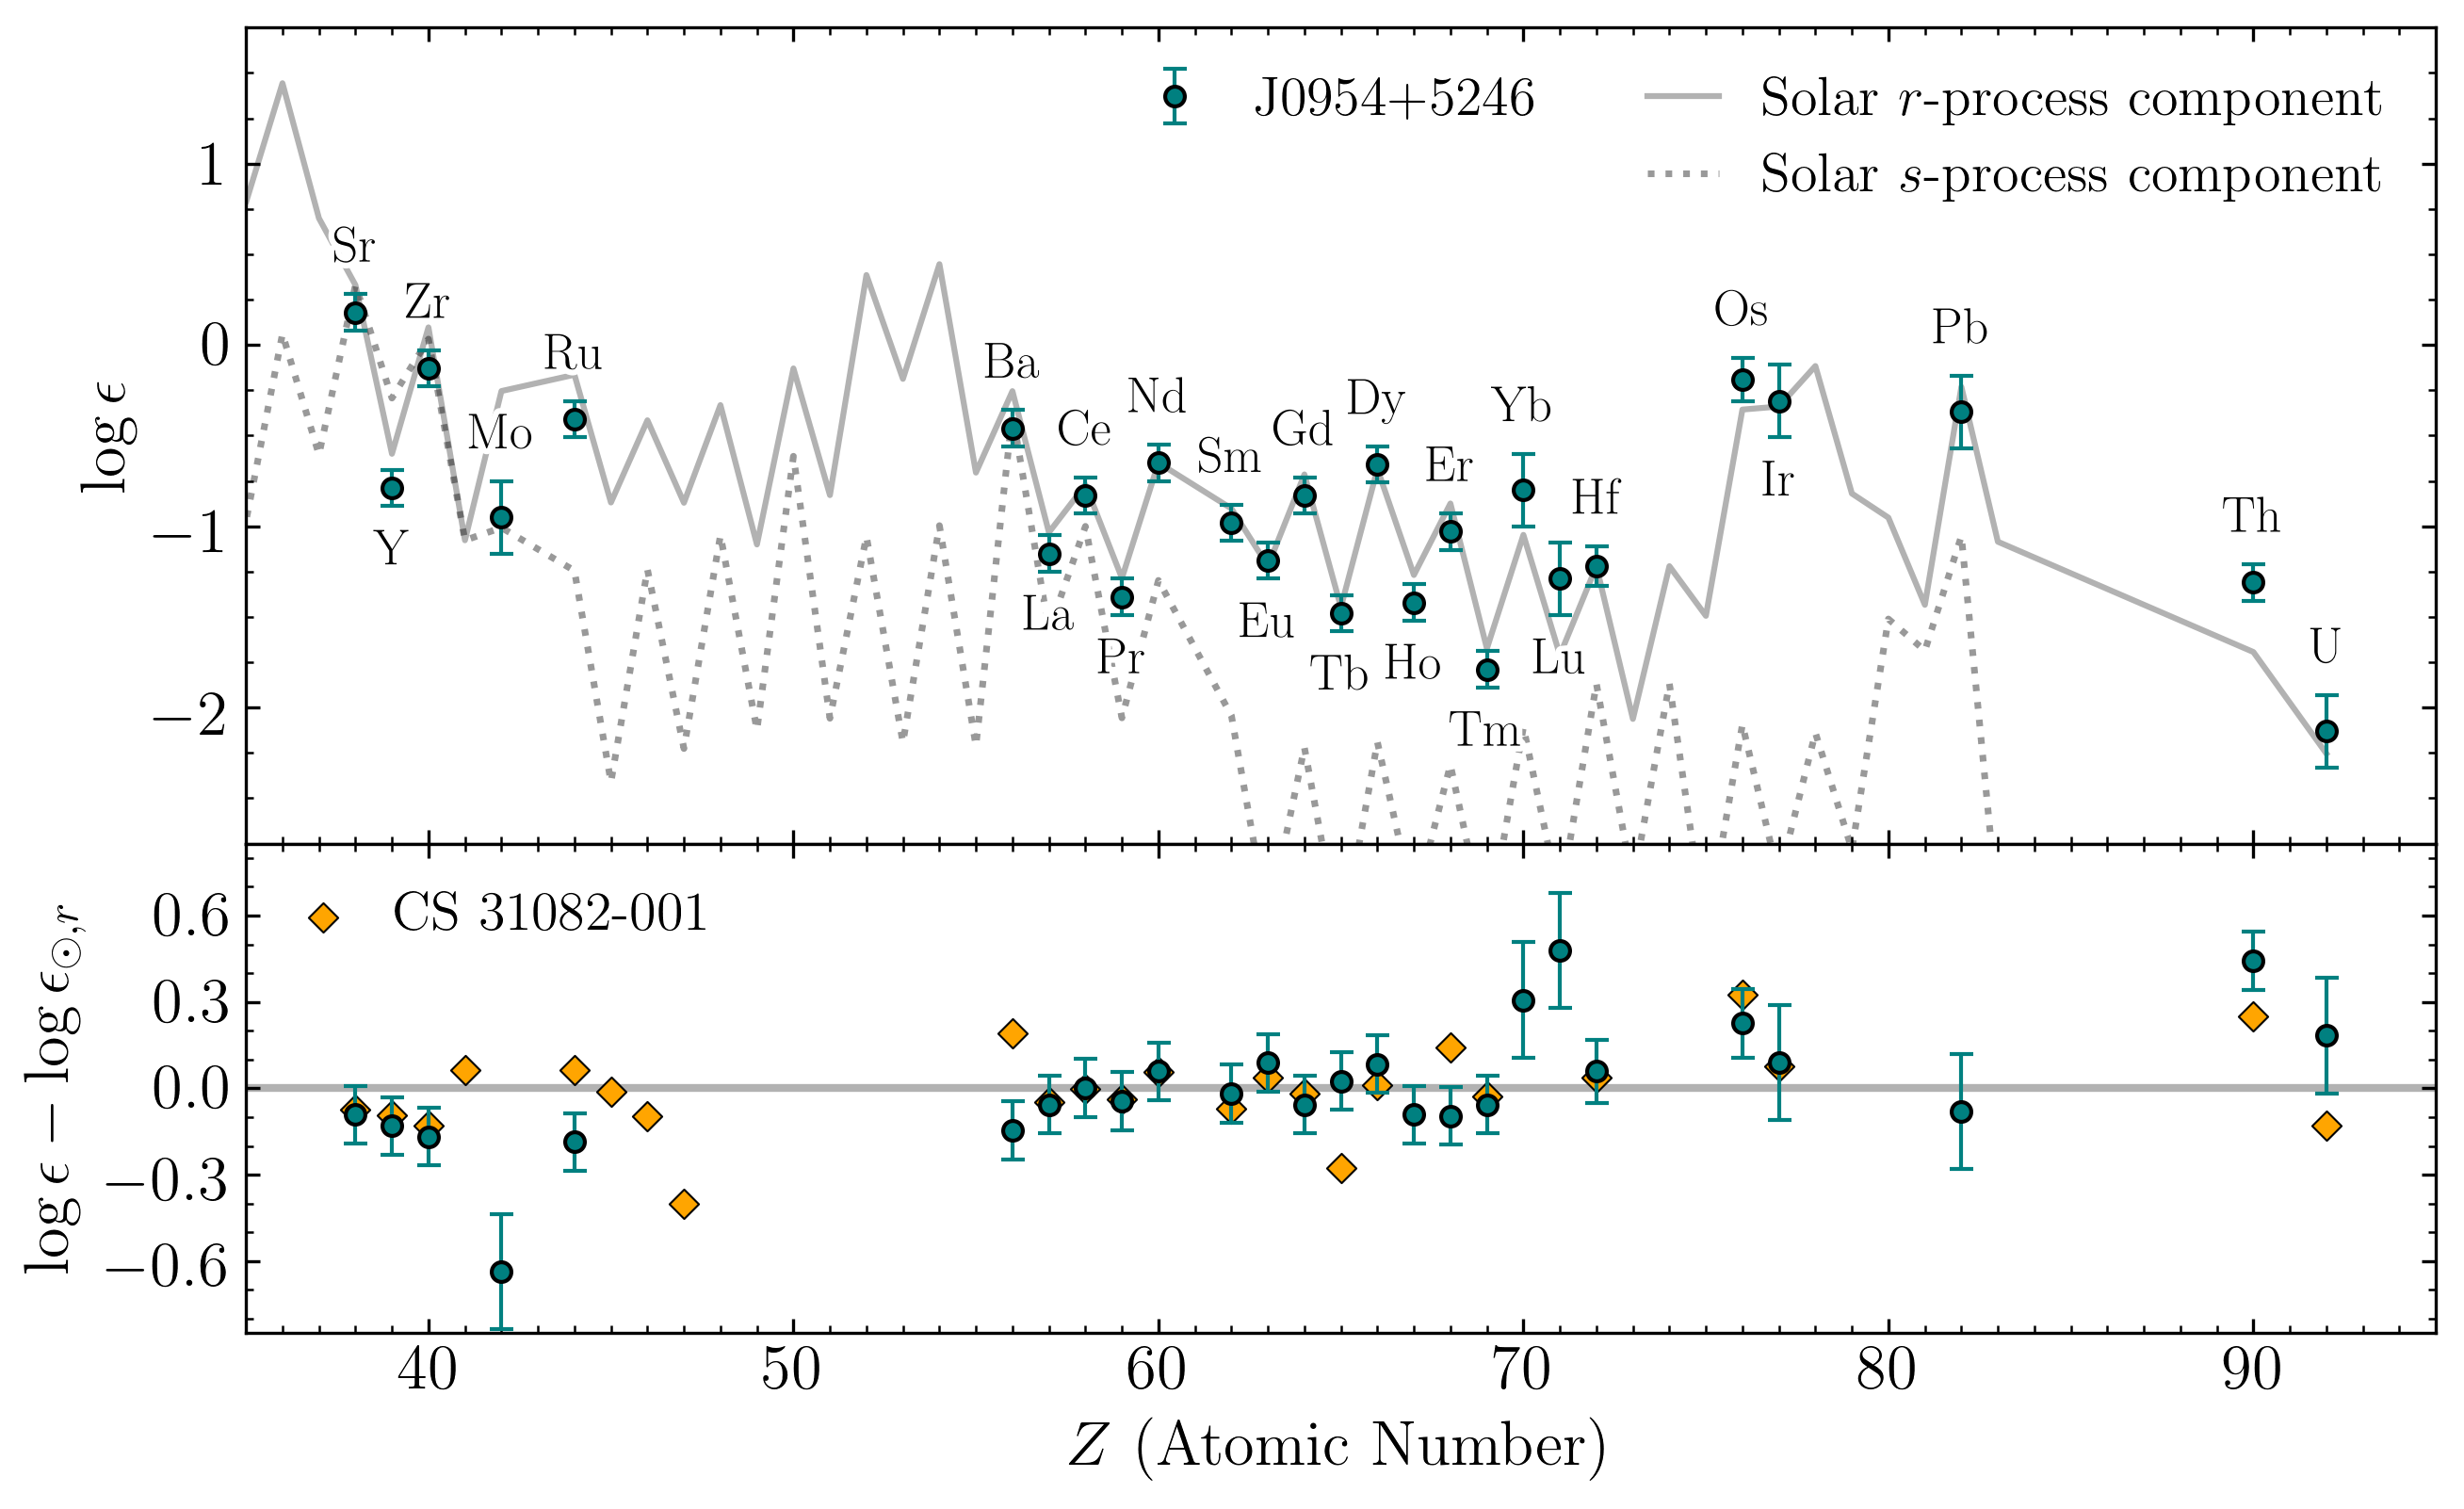 J0954+5246
Solar r-process component
Solar s-process component
log ϵ
1
0
−1
−2
Sr
Y
Zr
Mo
Ru
Ba
La
Ce
Pr
Nd
Sm
Eu
Gd
Tb
Dy
Ho
Er
Tm
Yb
Lu
Hf
Os
Ir
Pb
Th
U
CS 31082-001
log ϵ − log ϵ⊙,r
0.6
0.3
0.0
−0.3
−0.6
40 50 60 70 80 90
Z (Atomic Number)